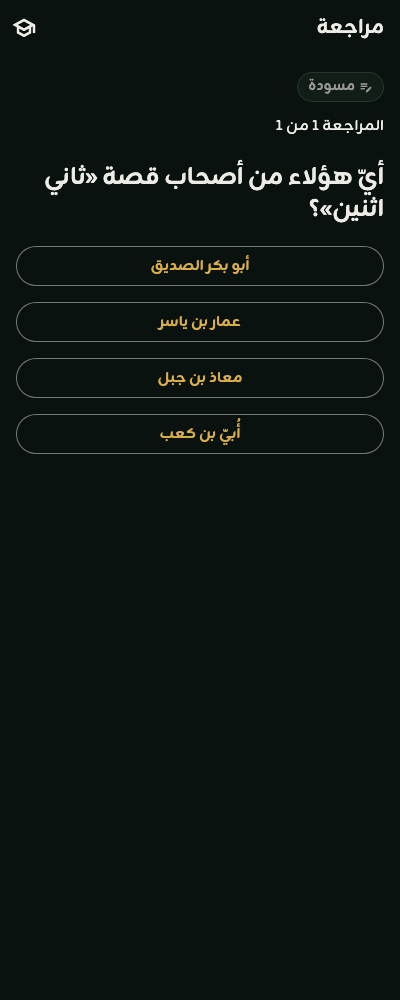 مراجعة
مسودة
المراجعة 1 من 1
أيّ هؤلاء من أصحاب قصة «ثاني
اثنين»؟
أبو بكر الصديق
عمار بن ياسر
معاذ بن جبل
أُبيّ بن كعب